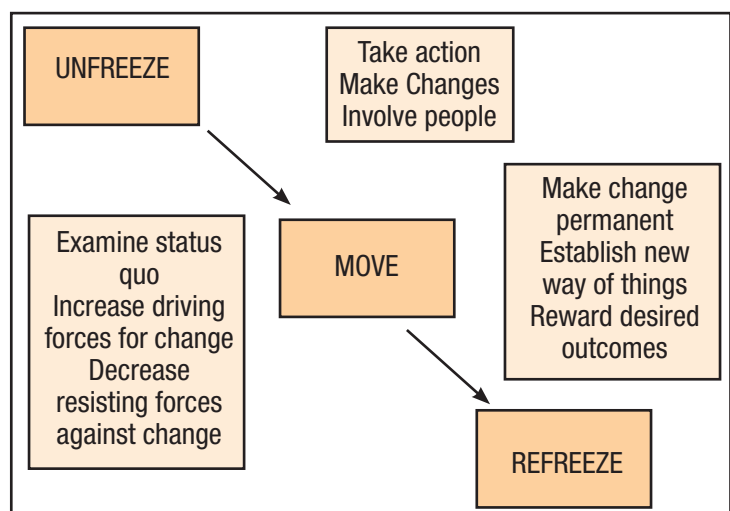 UNFREEZE
Take action
Make Changes
Involve people
Examine status
quo
Increase driving
forces for change
Decrease
resisting forces
against change
MOVE
Make change
permanent
Establish new
way of things
Reward desired
outcomes
REFREEZE